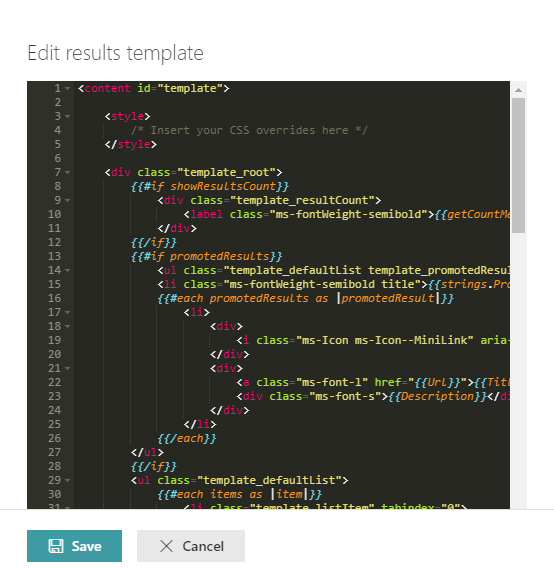 Edit results template
1 <content id="template">
2
3 <style>
4 /* Insert your CSS overrides here */
5 </style>
6
7 <div class="template_root">
8 {{#if showResultsCount}}
9 <div class="template_resultCount">
10 <label class="ms-fontWeight-semibold">{{getCountMe
11 </div>
12 {{/if}}
13 {{#if promotedResults}}
14 <ul class="template_defaultList template_promotedResul
15 <li class="ms-fontWeight-semibold title">{{strings.Pro
16 {{#each promotedResults as |promotedResult|}}
17 <li>
18 <div>
19 <i class="ms-Icon ms-Icon--MiniLink" aria-
20 </div>
21 <div>
22 <a class="ms-font-l" href="{{Url}}">{{Titl
23 <div class="ms-font-s">{{Description}}</di
24 </div>
25 </li>
26 {{/each}}
27 </ul>
28 {{/if}}
29 <ul class="template_defaultList">
30 {{#each items as |item|}}
31 <li class="template_listItem" tabindex="0">
Save Cancel